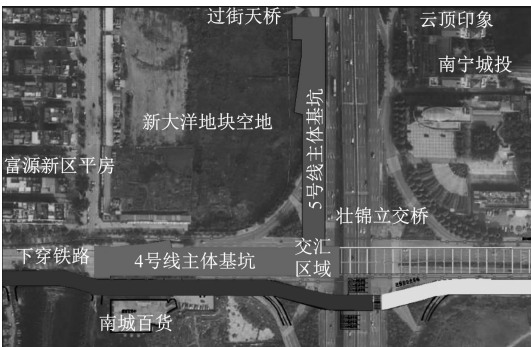 过街天桥
云顶印象
南宁城投
新大洋地块空地
5号线主体基坑
富源新区平房
壮锦立交桥
下穿铁路
4号线主体基坑
交汇
区域
南城百货